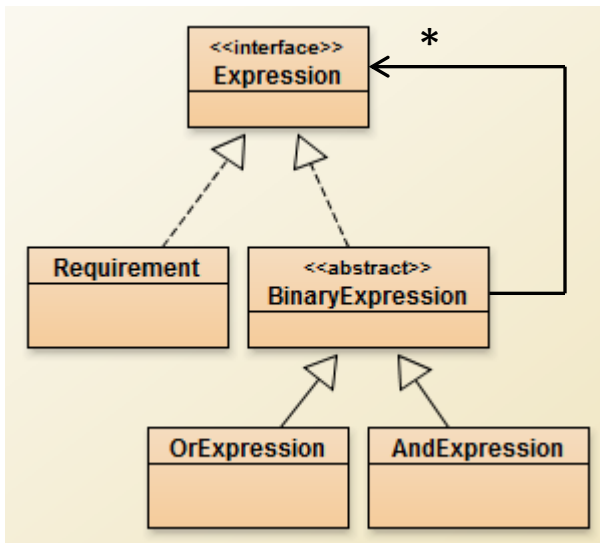 <<interface>>
Expression
*
Requirement
<<abstract>>
BinaryExpression
OrExpression
AndExpression